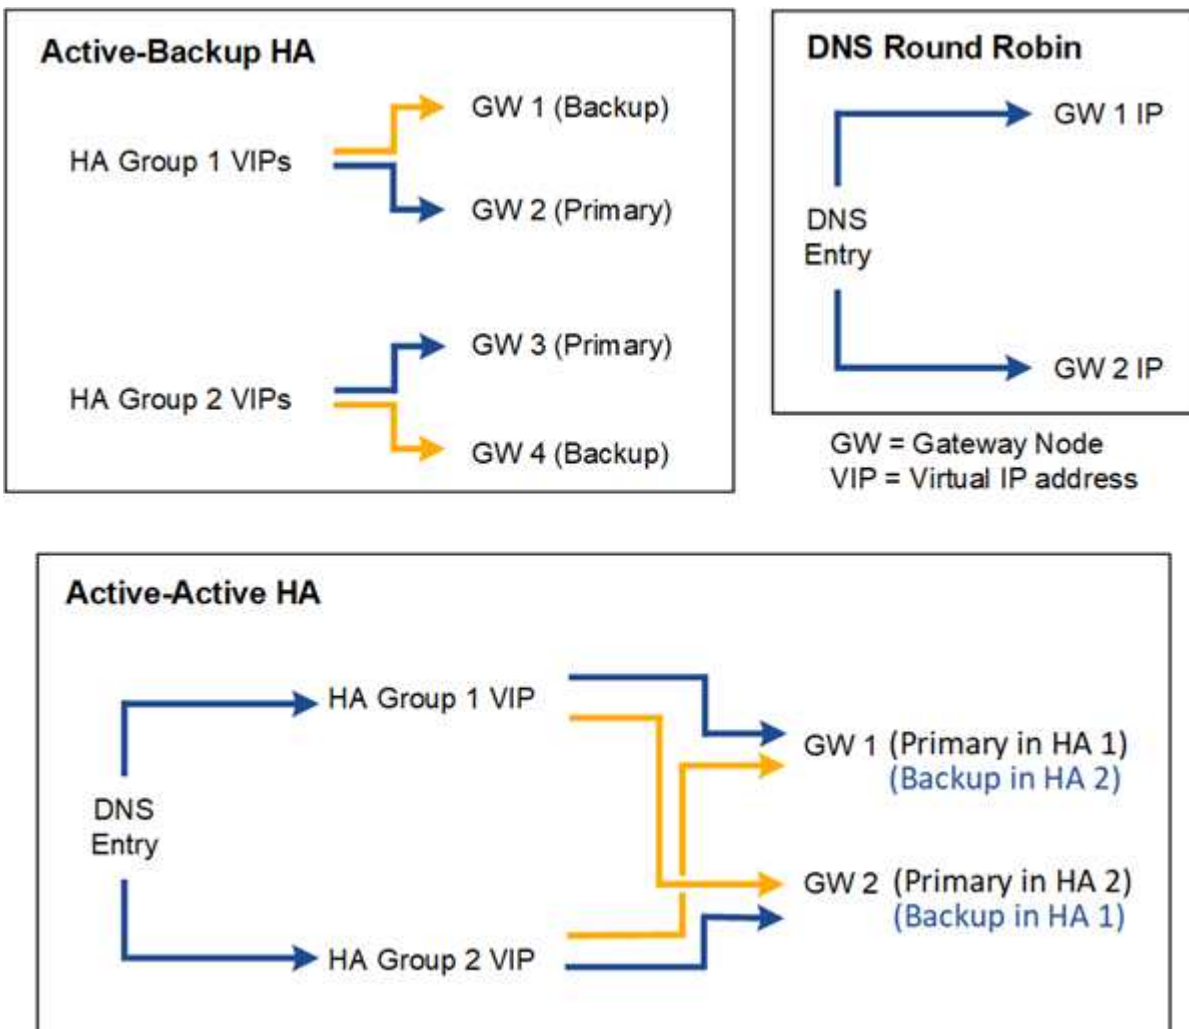 Active-Backup HA
HA Group 1 VIPs
GW 1 (Backup)
GW 2 (Primary)
HA Group 2 VIPs
GW 3 (Primary)
GW 4 (Backup)
DNS Round Robin
DNS
Entry
GW 1 IP
GW 2 IP
GW = Gateway Node
VIP = Virtual IP address
Active-Active HA
DNS
Entry
HA Group 1 VIP
HA Group 2 VIP
GW 1 (Primary in HA 1)
(Backup in HA 2)
GW 2 (Primary in HA 2)
(Backup in HA 1)